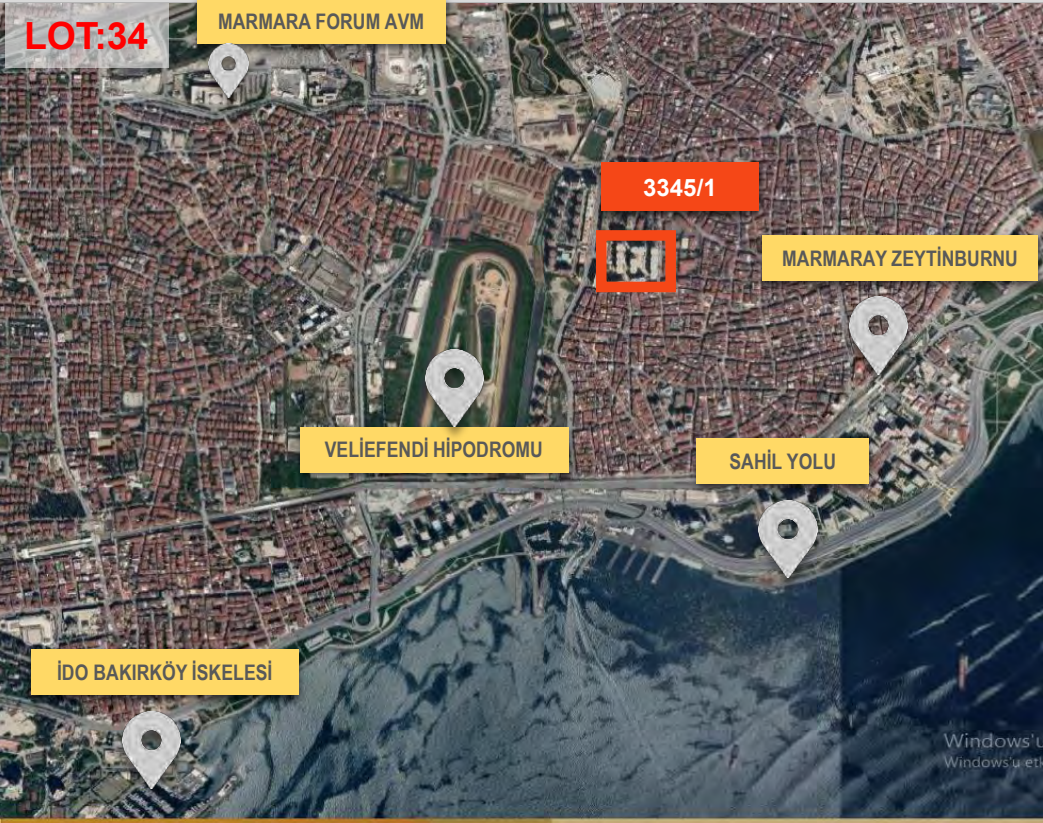 LOT:34
MARMARA FORUM AVM
3345/1
MARMARAY ZEYTİNBURNU
VELİEFENDİ HİPODROMU
SAHİL YOLU
İDO BAKIRKÖY İSKELESİ
Windows'u
Windows'u etk